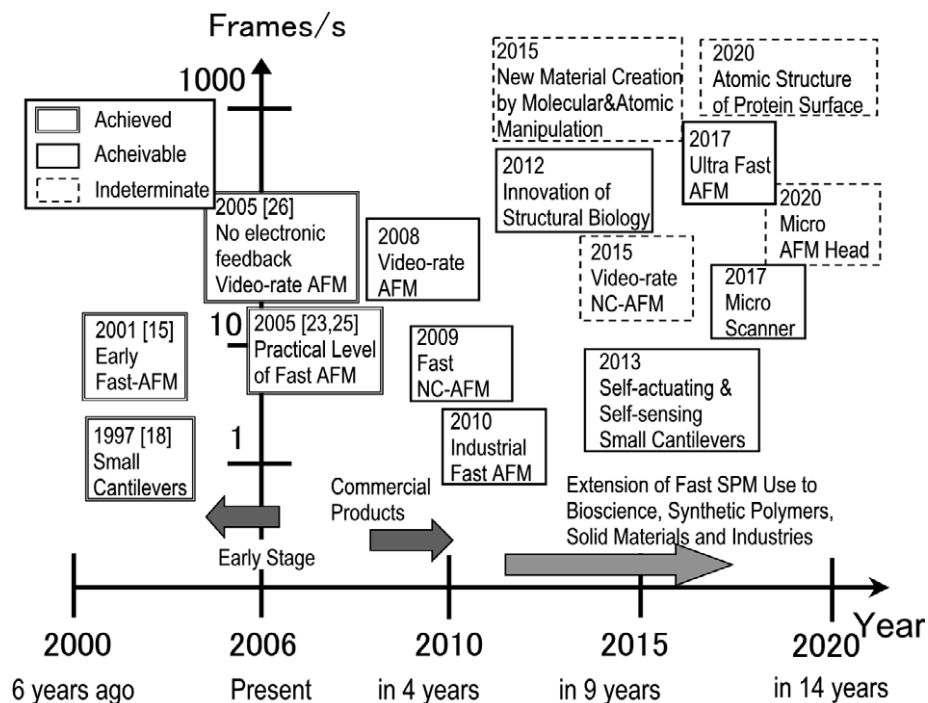 Frames/s
1000
10
1
Achieved
Acheivable
Indeterminate
2005 [26]
No electronic
feedback
Video-rate AFM
2001 [15]
Early
Fast-AFM
1997 [18]
Small
Cantilevers
2005 [23,25]
Practical Level
of Fast AFM
2008
Video-rate
AFM
2009
Fast
NC-AFM
2010
Industrial
Fast AFM
2015
New Material Creation
by Molecular&Atomic
Manipulation
2012
Innovation of
Structural Biology
2015
Video-rate
NC-AFM
2013
Self-actuating &
Self-sensing
Small Cantilevers
2020
Atomic Structure
of Protein Surface
2017
Ultra Fast
AFM
2020
Micro
AFM Head
2017
Micro
Scanner
Early Stage
Commercial
Products
Extension of Fast SPM Use to
Bioscience, Synthetic Polymers,
Solid Materials and Industries
2000
2006
2010
2015
2020
Year
6 years ago
Present
in 4 years
in 9 years
in 14 years